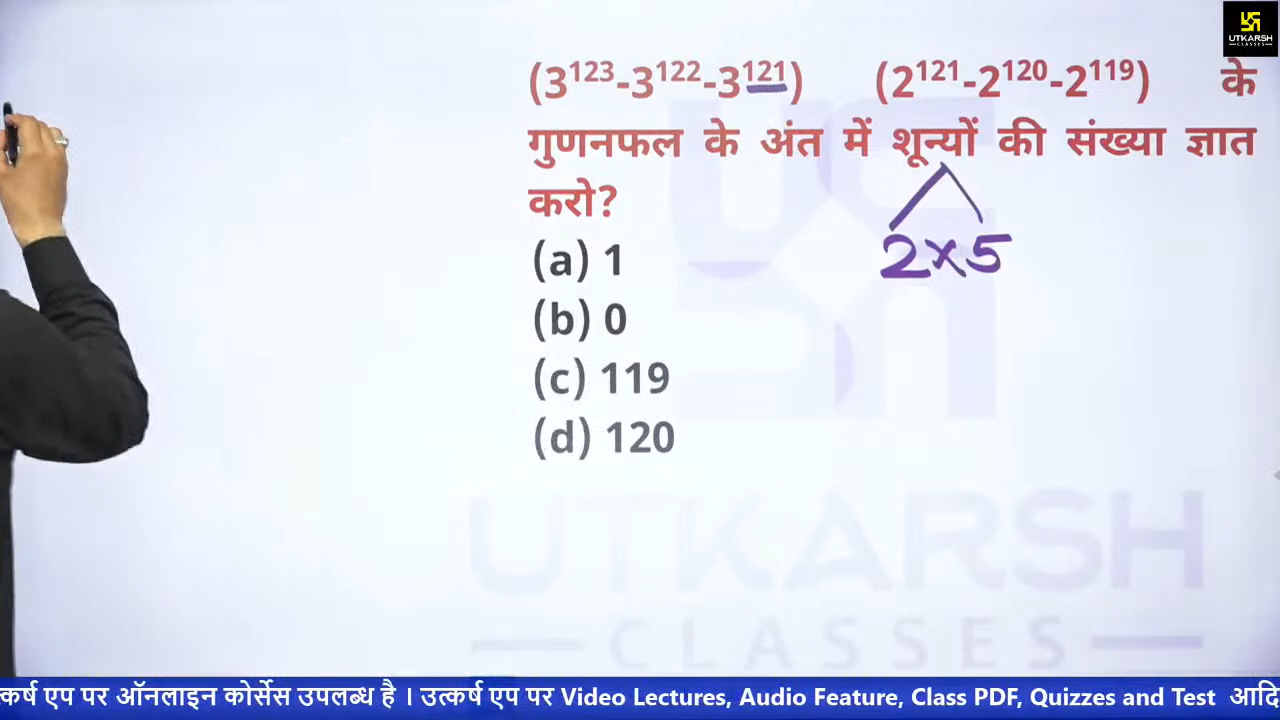 UTKARSH
CLASSES
(3¹²³-3¹²²-3¹²¹) (2¹²¹-2¹²⁰-2¹¹⁹) के
गुणनफल के अंत में शून्यों की संख्या ज्ञात
करो?
2×5
(a) 1
(b) 0
(c) 119
(d) 120
UTKARSH
CLASSES
त्कर्ष एप पर ऑनलाइन कोर्सेस उपलब्ध है । उत्कर्ष एप पर Video Lectures, Audio Feature, Class PDF, Quizzes and Test आदि